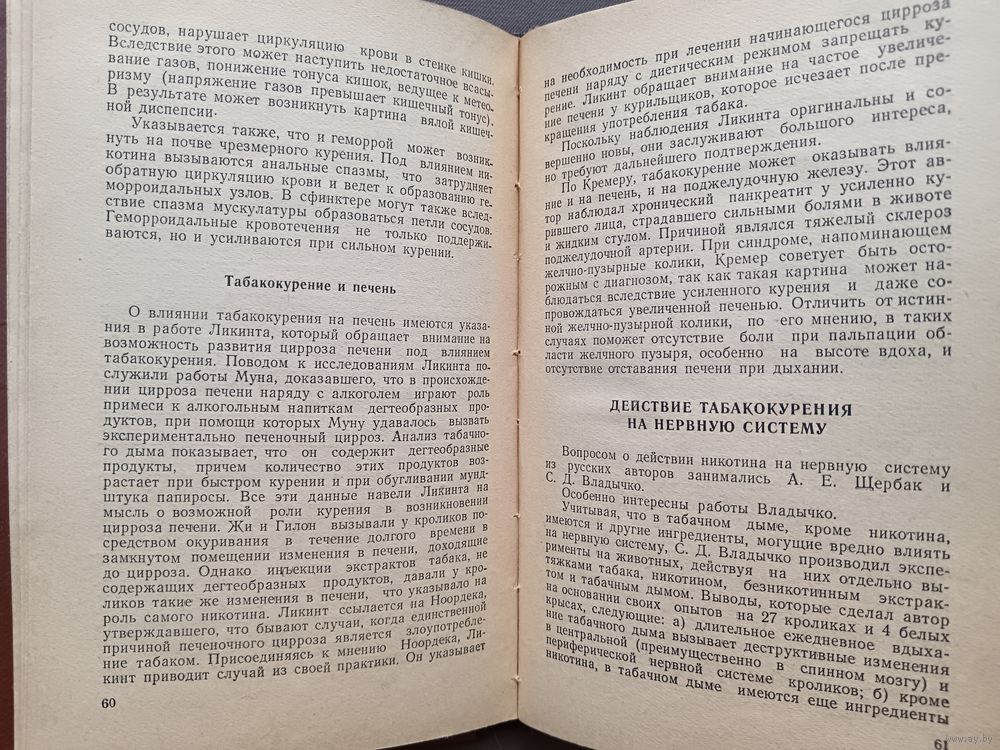 сосудов, нарушает циркуляцию крови в стенке кишки.
Вследствие этого может наступить недостаточное всасы-
вание газов, понижение тонуса кишок, ведущее к метео-
ризму (напряжение газов превышает кишечный тонус).
В результате может возникнуть картина вялой кишеч-
ной диспепсии.
Указывается также, что и геморрой может возник-
нуть на почве чрезмерного курения. Под влиянием ни-
котина вызываются анальные спазмы, что затрудняет
обратную циркуляцию крови и ведет к образованию ге-
морроидальных узлов. В сфинктере могут также вслед-
ствие спазма мускулатуры образоваться петли сосудов.
Геморроидальные кровотечения не только поддержи-
ваются, но и усиливаются при сильном курении.
Табакокурение и печень
О влиянии табакокурения на печень имеются указа-
ния в работе Ликинта, который обращает внимание на
возможность развития цирроза печени под влиянием
табакокурения. Поводом к исследованиям Ликинта по-
служили работы Муна, доказавшего, что в происхожде-
нии цирроза печени наряду с алкоголем играют роль
примеси к алкогольным напиткам дегтеобразных про-
дуктов, при помощи которых Муну удавалось вызвать
экспериментально печеночный цирроз. Анализ табачно-
го дыма показывает, что он содержит дегтеобразные
продукты, причем количество этих продуктов воз-
растает при быстром курении и при обугливании мунд-
штука папиросы. Все эти данные навели Ликинта на
мысль о возможной роли курения в возникновении
цирроза печени. Жи и Гилон вызывали у кроликов по-
средством окуривания в течение долгого времени в
замкнутом помещении изменения в печени, доходящие
до цирроза. Однако инъекции экстрактов табака, не
содержащих дегтеобразных продуктов, давали у кро-
ликов такие же изменения в печени, что указывало на
роль самого никотина. Ликинт ссылается на Ноордека,
утверждавшего, что бывают случаи, когда единственной
причиной печеночного цирроза является злоупотребле-
ние табаком. Присоединяясь к мнению Ноордека, Ли-
кинт приводит случай из своей практики. Он указывает
60
на необходимость при лечении начинающегося цирроза
печени наряду с диетическим режимом запрещать ку-
рение. Ликинт обращает внимание на частое увеличе-
ние печени у курильщиков, которое исчезает после пре-
кращения употребления табака.
Поскольку наблюдения Ликинта оригинальны и со-
вершенно новы, они заслуживают большого интереса,
но требуют дальнейшего подтверждения.
По Кремеру, табакокурение может оказывать влия-
ние и на печень, и на поджелудочную железу. Этот ав-
тор наблюдал хронический панкреатит у усиленно ку-
рившего лица, страдавшего сильными болями в животе
и жидким стулом. Причиной являлся тяжелый склероз
поджелудочной артерии. При синдроме, напоминающем
желчно-пузырные колики, Кремер советует быть осто-
рожным с диагнозом, так как такая картина может на-
блюдаться вследствие усиленного курения и даже со-
провождаться увеличенной печенью. Отличить от истин-
ной желчно-пузырной колики, по его мнению, в таких
случаях поможет отсутствие боли при пальпации об-
ласти желчного пузыря, особенно на высоте вдоха, и
отсутствие отставания печени при дыхании.
ДЕЙСТВИЕ ТАБАКОКУРЕНИЯ
НА НЕРВНУЮ СИСТЕМУ
Вопросом о действии никотина на нервную систему
из русских авторов занимались А. Е. Щербак и
С. Д. Владычко.
Особенно интересны работы Владычко.
Учитывая, что в табачном дыме, кроме никотина,
имеются и другие ингредиенты, могущие вредно влиять
на нервную систему, С. Д. Владычко производил экспе-
рименты на животных, действуя на них отдельно вы-
тяжками табака, никотином, безникотинным экстрак-
том и табачным дымом. Выводы, которые сделал автор
на основании своих опытов на 27 кроликах и 4 белых
крысах, следующие: а) длительное ежедневное вдыха-
ние табачного дыма вызывает деструктивные изменения
в центральной (преимущественно в спинном мозгу) и
периферической нервной системе кроликов; б) кроме
никотина, в табачном дыме имеются еще ингредиенты
61
www.ay.by